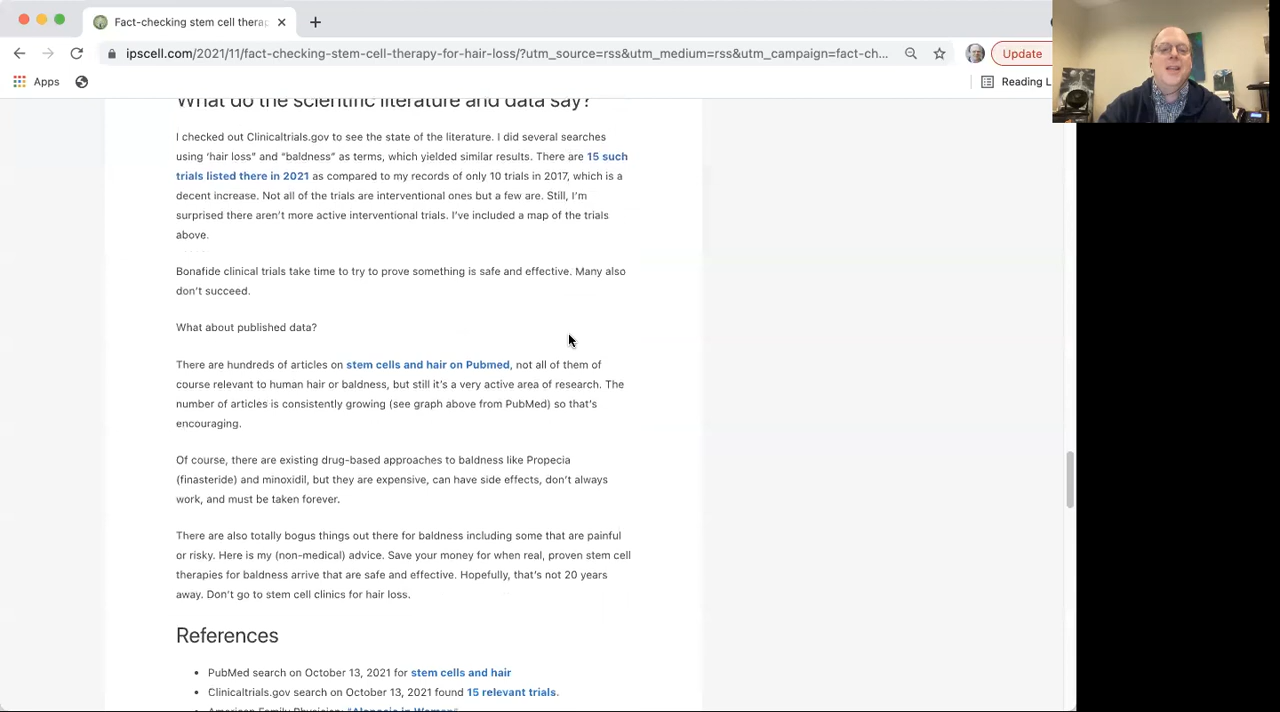 Fact-checking stem cell therap
ipscell.com/2021/11/fact-checking-stem-cell-therapy-for-hair-loss/?utm_source=rss&utm_medium=rss&utm_campaign=fact-ch...
Update
Apps
Reading L
What do the scientific literature and data say?
I checked out Clinicaltrials.gov to see the state of the literature. I did several searches
using ‘hair loss” and “baldness” as terms, which yielded similar results. There are 15 such
trials listed there in 2021 as compared to my records of only 10 trials in 2017, which is a
decent increase. Not all of the trials are interventional ones but a few are. Still, I’m
surprised there aren’t more active interventional trials. I’ve included a map of the trials
above.
Bonafide clinical trials take time to try to prove something is safe and effective. Many also
don’t succeed.
What about published data?
There are hundreds of articles on stem cells and hair on Pubmed, not all of them of
course relevant to human hair or baldness, but still it’s a very active area of research. The
number of articles is consistently growing (see graph above from PubMed) so that’s
encouraging.
Of course, there are existing drug-based approaches to baldness like Propecia
(finasteride) and minoxidil, but they are expensive, can have side effects, don’t always
work, and must be taken forever.
There are also totally bogus things out there for baldness including some that are painful
or risky. Here is my (non-medical) advice. Save your money for when real, proven stem cell
therapies for baldness arrive that are safe and effective. Hopefully, that’s not 20 years
away. Don’t go to stem cell clinics for hair loss.
References
PubMed search on October 13, 2021 for stem cells and hair
Clinicaltrials.gov search on October 13, 2021 found 15 relevant trials.
American Family Physician: “Alopecia in Women”